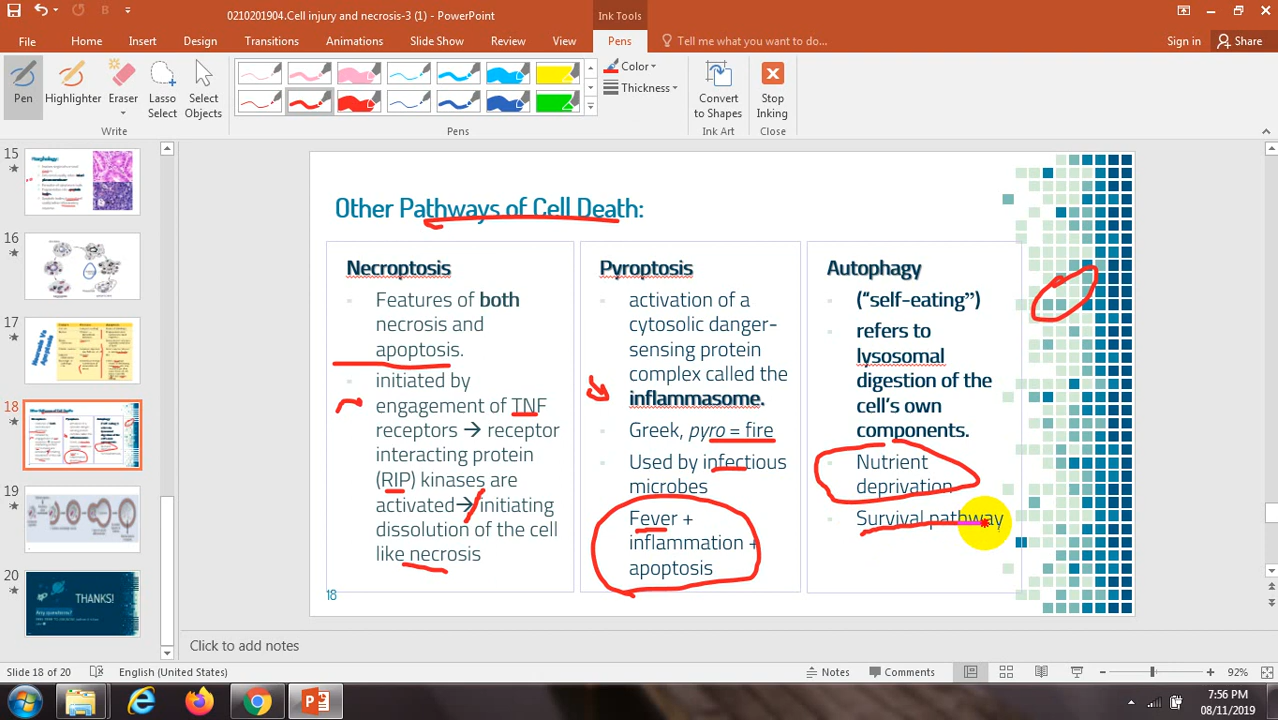 0210201904.Cell injury and necrosis-3 (1) - PowerPoint
Ink Tools
File Home Insert Design Transitions Animations Slide Show Review View Pens Tell me what you want to do... Sign in Share
Pen Highlighter Eraser Lasso Select Select Objects
Color
Thickness
Convert to Shapes
Stop Inking
Write Pens Ink Art Close
15
16
17
18
19
20
THANKS!
Any questions?
Other Pathways of Cell Death:
Necroptosis
Features of both
necrosis and
apoptosis.
initiated by
engagement of TNF
receptors → receptor
interacting protein
(RIP) kinases are
activated→ initiating
dissolution of the cell
like necrosis
Pyroptosis
activation of a
cytosolic danger-
sensing protein
complex called the
inflammasome.
Greek, pyro = fire
Used by infectious
microbes
Fever +
inflammation +
apoptosis
Autophagy
(“self-eating”)
refers to
lysosomal
digestion of the
cell’s own
components.
Nutrient
deprivation
Survival pathway
18
Click to add notes
Slide 18 of 20 English (United States) Notes Comments 92%
7:56 PM
08/11/2019